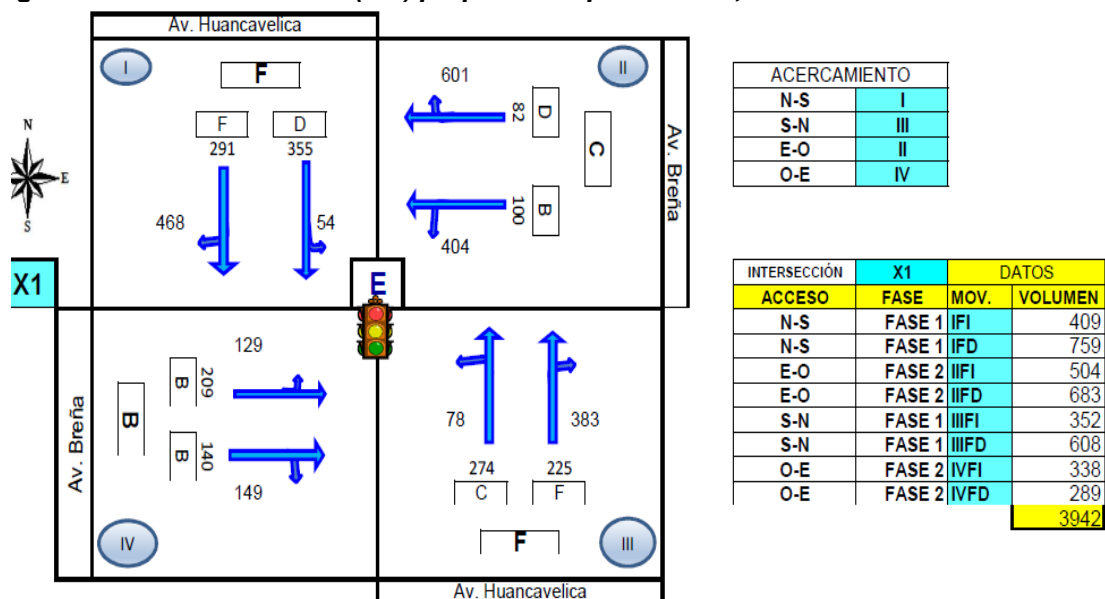 Av. Huancavelica
I
F
F
D
291
355
468
54
II
601
82
D
C
100
B
404
Av. Breña
N
E
S
X1
E
129
B
209
B
B
140
149
Av. Breña
IV
78
383
274
225
C
F
F
III
Av. Huancavelica
ACERCAMIENTO
N-S I
S-N III
E-O II
O-E IV
INTERSECCIÓN X1 DATOS
ACCESO FASE MOV. VOLUMEN
N-S FASE 1 IFI 409
N-S FASE 1 IFD 759
E-O FASE 2 IIFI 504
E-O FASE 2 IIFD 683
S-N FASE 1 IIIFI 352
S-N FASE 1 IIIFD 608
O-E FASE 2 IVFI 338
O-E FASE 2 IVFD 289
3942